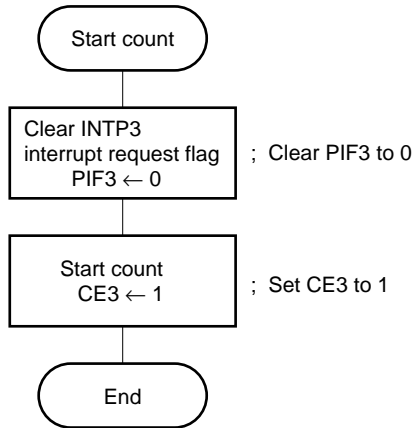 Start count
Clear INTP3
interrupt request flag
PIF3 ← 0
; Clear PIF3 to 0
Start count
CE3 ← 1
; Set CE3 to 1
End